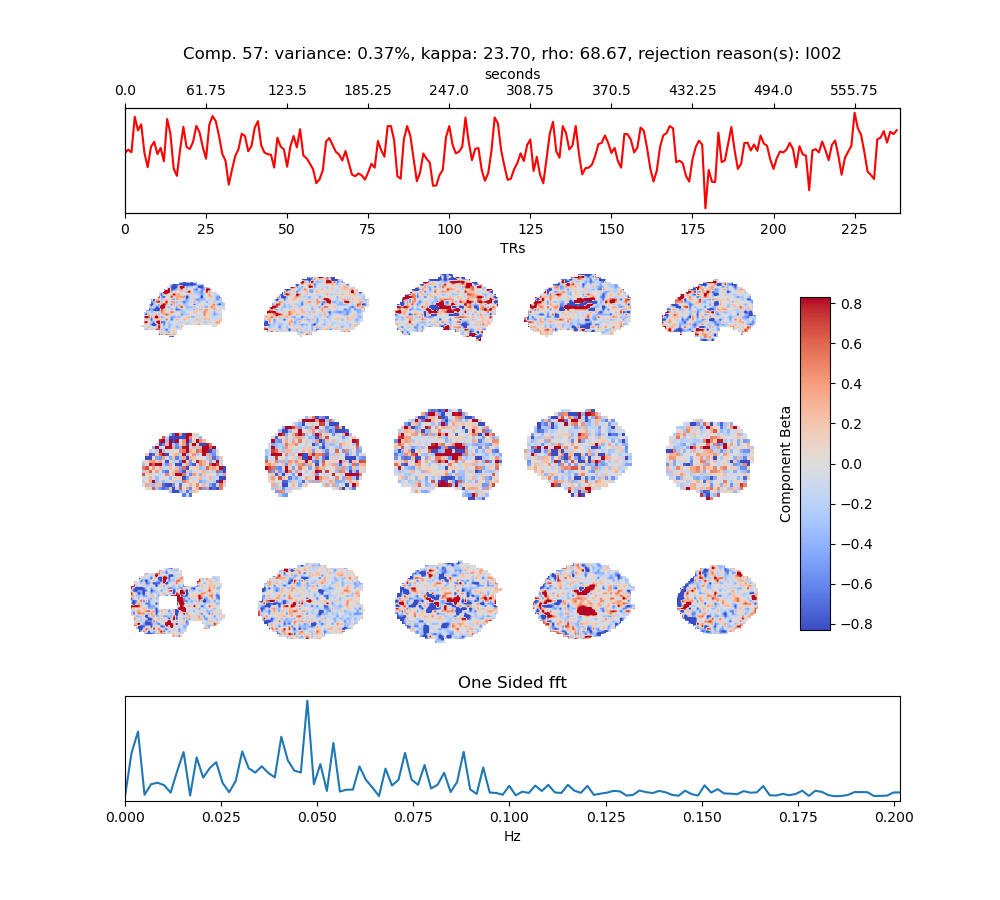 Comp. 57: variance: 0.37%, kappa: 23.70, rho: 68.67, rejection reason(s): I002
seconds
0.0 61.75 123.5 185.25 247.0 308.75 370.5 432.25 494.0 555.75
0 25 50 75 100 125 150 175 200 225
TRs
0.8
0.6
0.4
0.2
0.0
−0.2
−0.4
−0.6
−0.8
Component Beta
One Sided fft
0.000 0.025 0.050 0.075 0.100 0.125 0.150 0.175 0.200
Hz